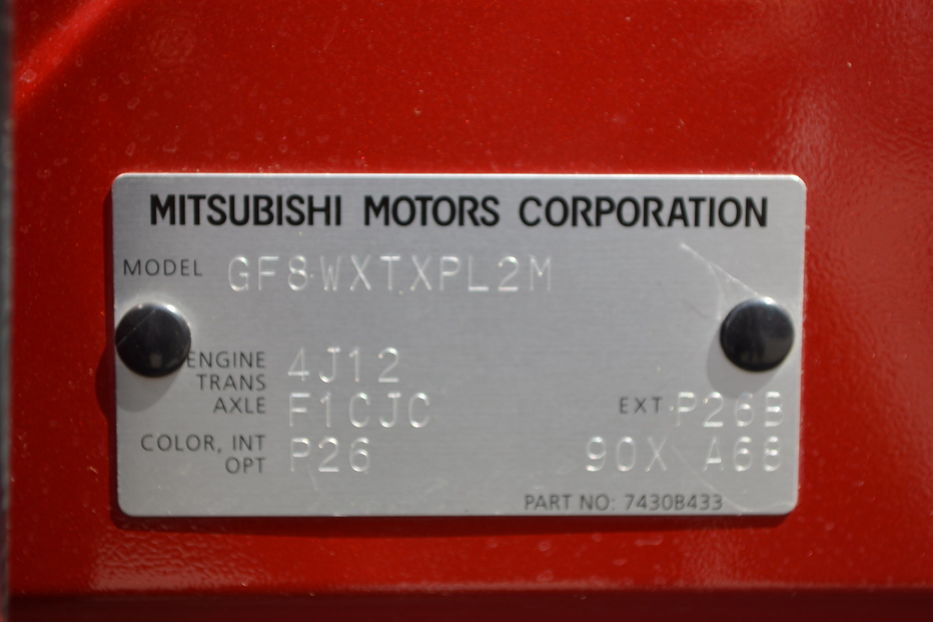 MITSUBISHI MOTORS CORPORATION
MODEL GF8WXTXPL2M
ENGINE 4J12
TRANS
AXLE F1CJC EXT P26B
COLOR, INT
OPT P26 90X A68
PART NO: 7430B433